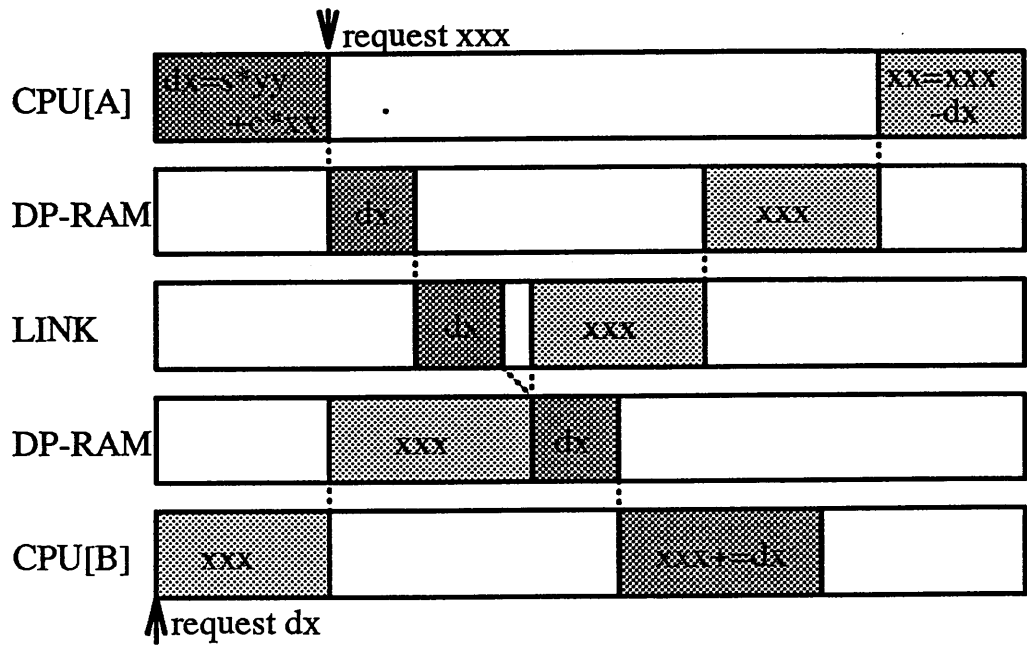 request xxx
CPU[A]
dx=s*yy
+c*xx
xx=xxx
-dx
DP-RAM
dx
xxx
LINK
dx
xxx
DP-RAM
xxx
dx
CPU[B]
xxx
xxx+=dx
request dx